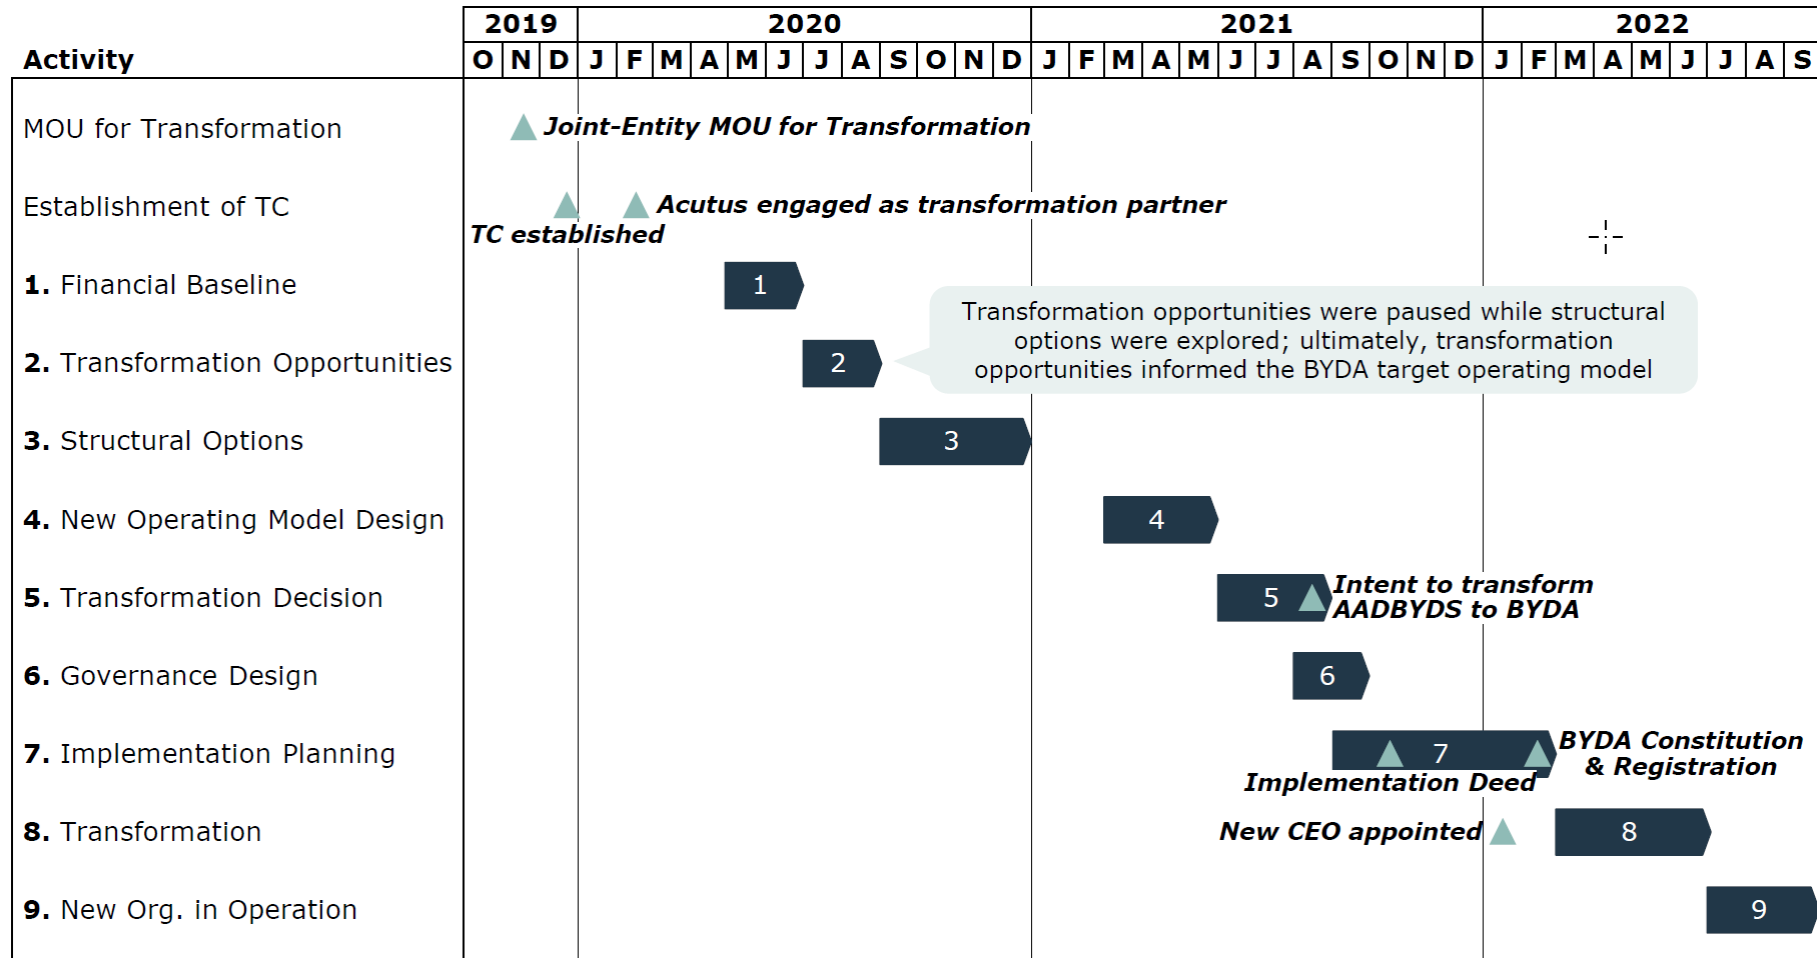 2019 2020 2021 2022
Activity O N D J F M A M J J A S O N D J F M A M J J A S O N D J F M A M J J A S
MOU for Transformation
Joint-Entity MOU for Transformation
Establishment of TC
Acutus engaged as transformation partner
TC established
1. Financial Baseline
1
Transformation opportunities were paused while structural
options were explored; ultimately, transformation
opportunities informed the BYDA target operating model
2. Transformation Opportunities
2
3. Structural Options
3
4. New Operating Model Design
4
5. Transformation Decision
5
Intent to transform
AADBYDS to BYDA
6. Governance Design
6
7. Implementation Planning
7
BYDA Constitution
& Registration
Implementation Deed
8. Transformation
New CEO appointed
8
9. New Org. in Operation
9